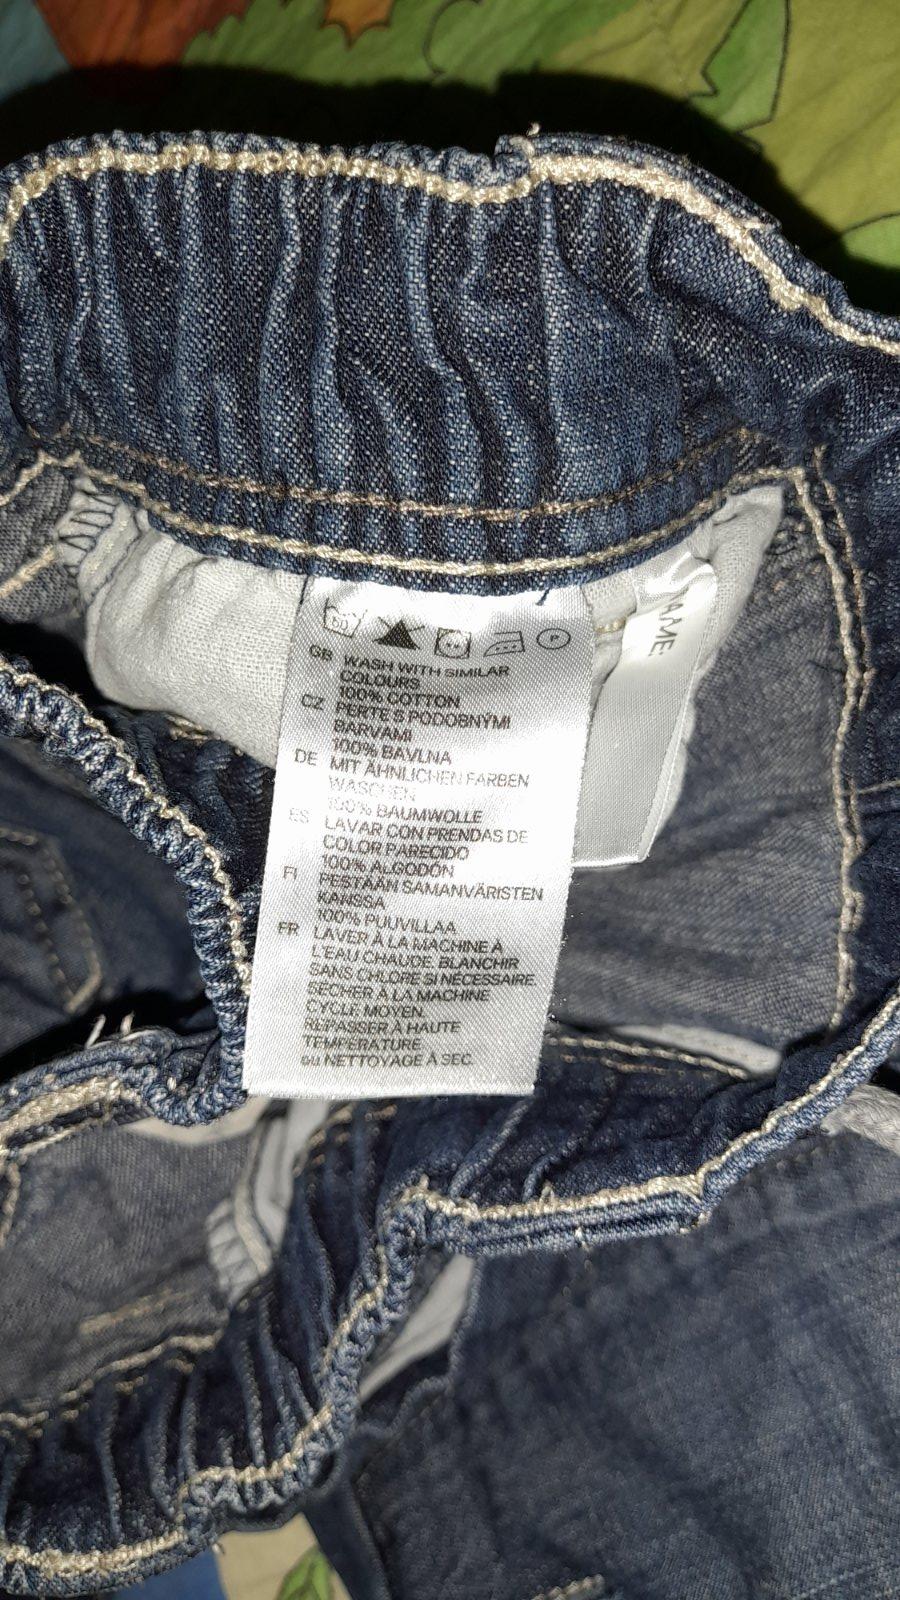 60
P
GB WASH WITH SIMILAR
COLOURS
100% COTTON
CZ PERTE S PODOBNÝMI
BARVAMI
100% BAVLNA
DE MIT ÄHNLICHEN FARBEN
WASCHEN
100% BAUMWOLLE
ES LAVAR CON PRENDAS DE
COLOR PARECIDO
100% ALGODÓN
FI PESTÄÄN SAMANVÄRISTEN
KANSSA
100% PUUVILLAA
FR LAVER À LA MACHINE À
L'EAU CHAUDE. BLANCHIR
SANS CHLORE SI NÉCESSAIRE.
SÉCHER À LA MACHINE
CYCLE MOYEN.
REPASSER À HAUTE
TEMPÉRATURE.
ou NETTOYAGE À SEC
AME: